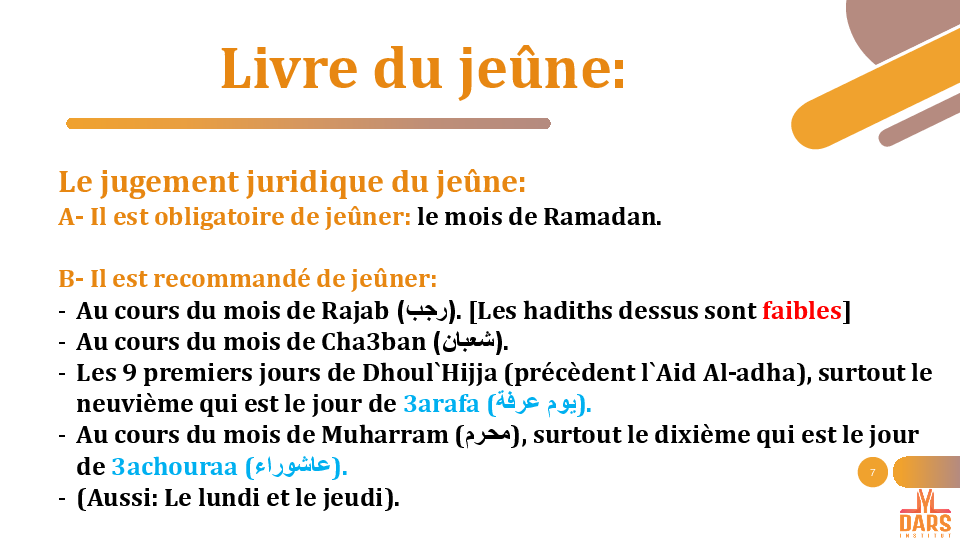 Livre du jeûne:
Le jugement juridique du jeûne:
A- Il est obligatoire de jeûner: le mois de Ramadan.
B- Il est recommandé de jeûner:
- Au cours du mois de Rajab (رجب). [Les hadiths dessus sont faibles]
- Au cours du mois de Cha3ban (شعبان).
- Les 9 premiers jours de Dhoul`Hijja (précèdent l`Aid Al-adha), surtout le
neuvième qui est le jour de 3arafa (يوم عرفة).
- Au cours du mois de Muharram (محرم), surtout le dixième qui est le jour
de 3achouraa (عاشوراء).
- (Aussi: Le lundi et le jeudi).
7
DARS
INSTITUT